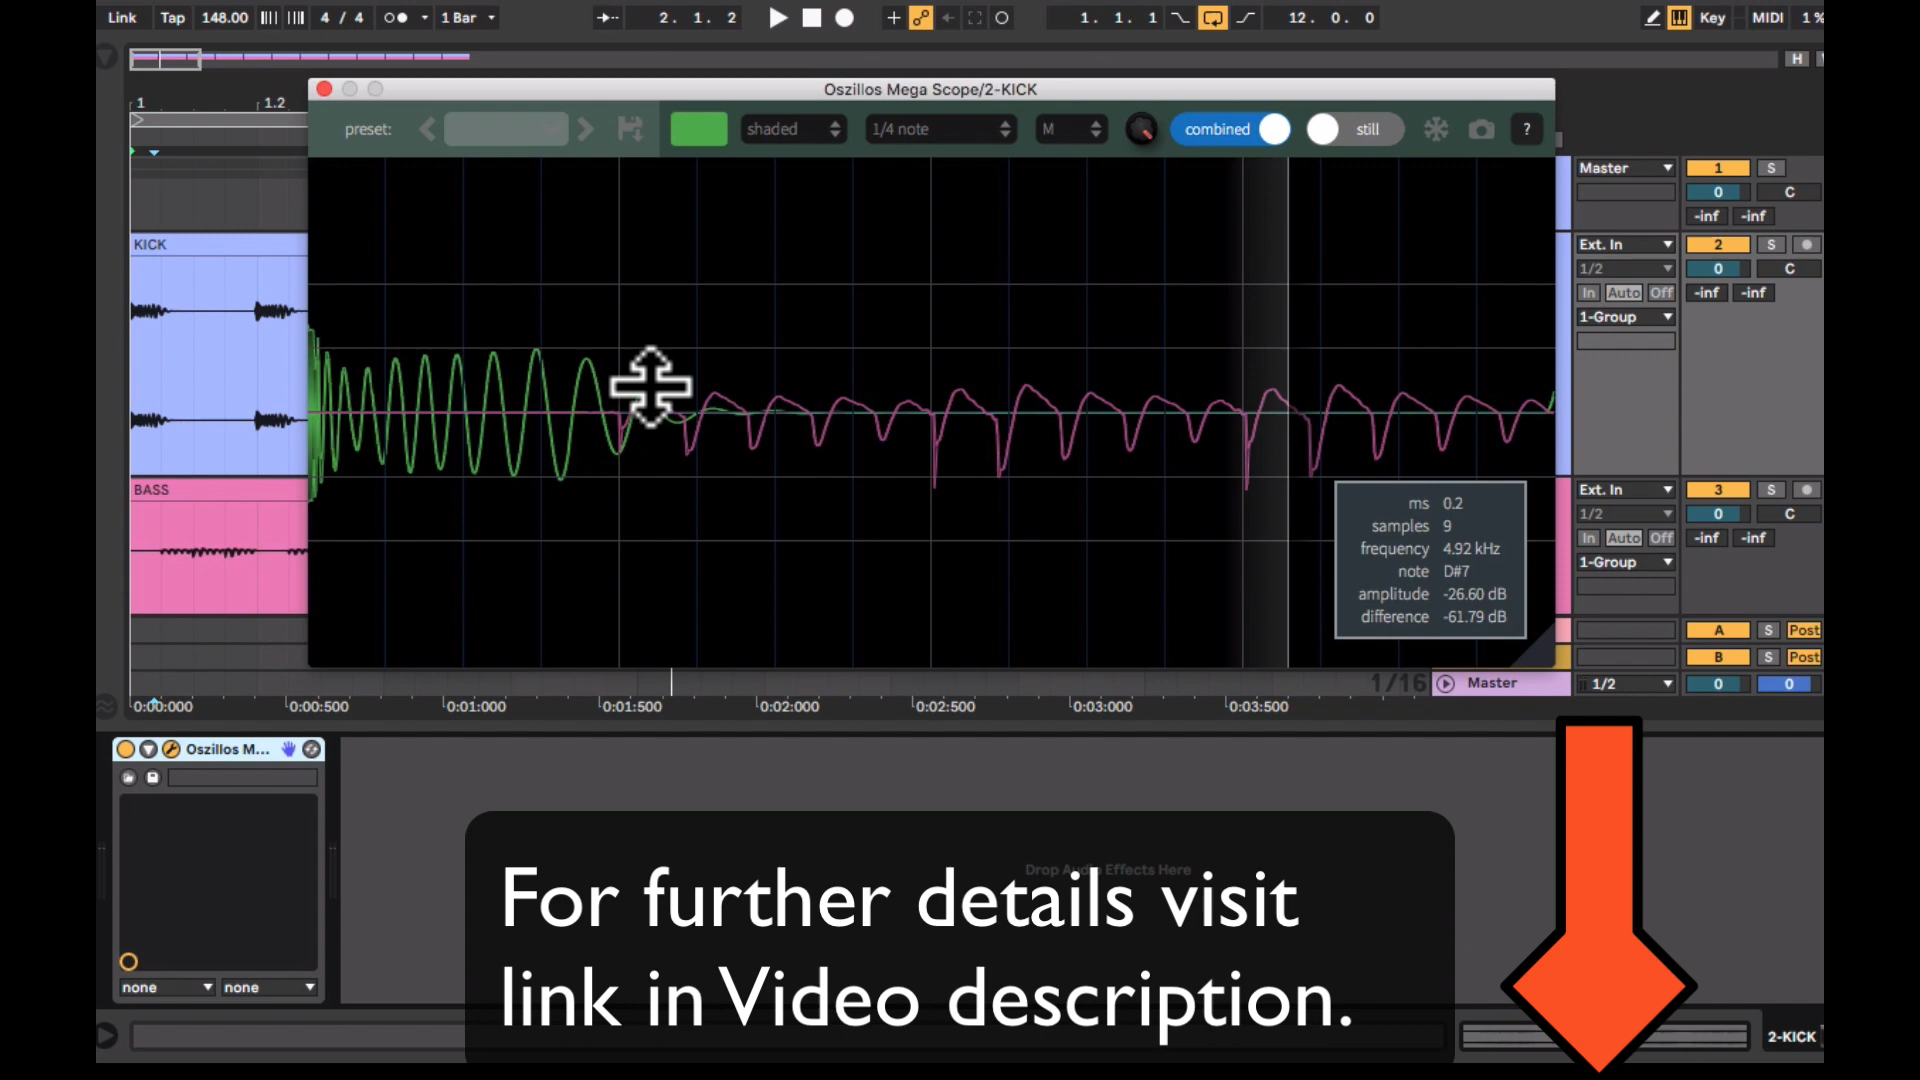 Link Tap 148.00 4 / 4 1 Bar 2. 1. 2 1. 1. 1 12. 0. 0 Key MIDI 1 %
H
Oszillos Mega Scope/2-KICK
1 1.2
preset: shaded 1/4 note M combined still ?
Master 1 S
0 C
-inf -inf
KICK
Ext. In 2 S
1/2 0 C
In Auto Off -inf -inf
1-Group
BASS
Ext. In 3 S
1/2 0 C
In Auto Off -inf -inf
1-Group
ms 0.2
samples 9
frequency 4.92 kHz
note D#7
amplitude -26.60 dB
difference -61.79 dB
A S Post
B S Post
1/16 Master 1/2 0 0
0:00:000 0:00:500 0:01:000 0:01:500 0:02:000 0:02:500 0:03:000 0:03:500
Oszillos M...
Drop Audio Effects Here
For further details visit
link in Video description.
none none
2-KICK